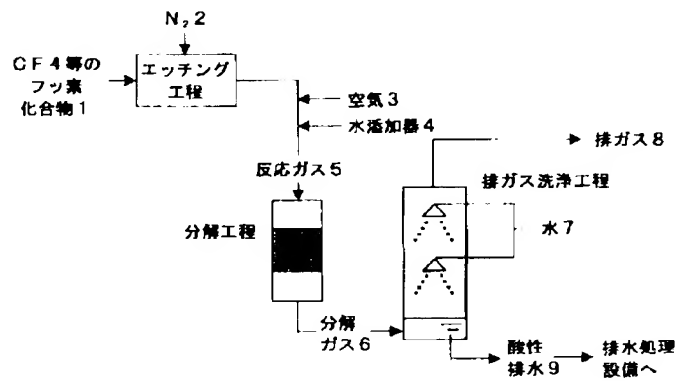 N₂2
CF4等の
フッ素
化合物1
エッチング
工程
空気3
水添加器4
反応ガス5
分解工程
分解
ガス6
排ガス8
排ガス洗浄工程
水7
酸性
排水9
排水処理
設備へ